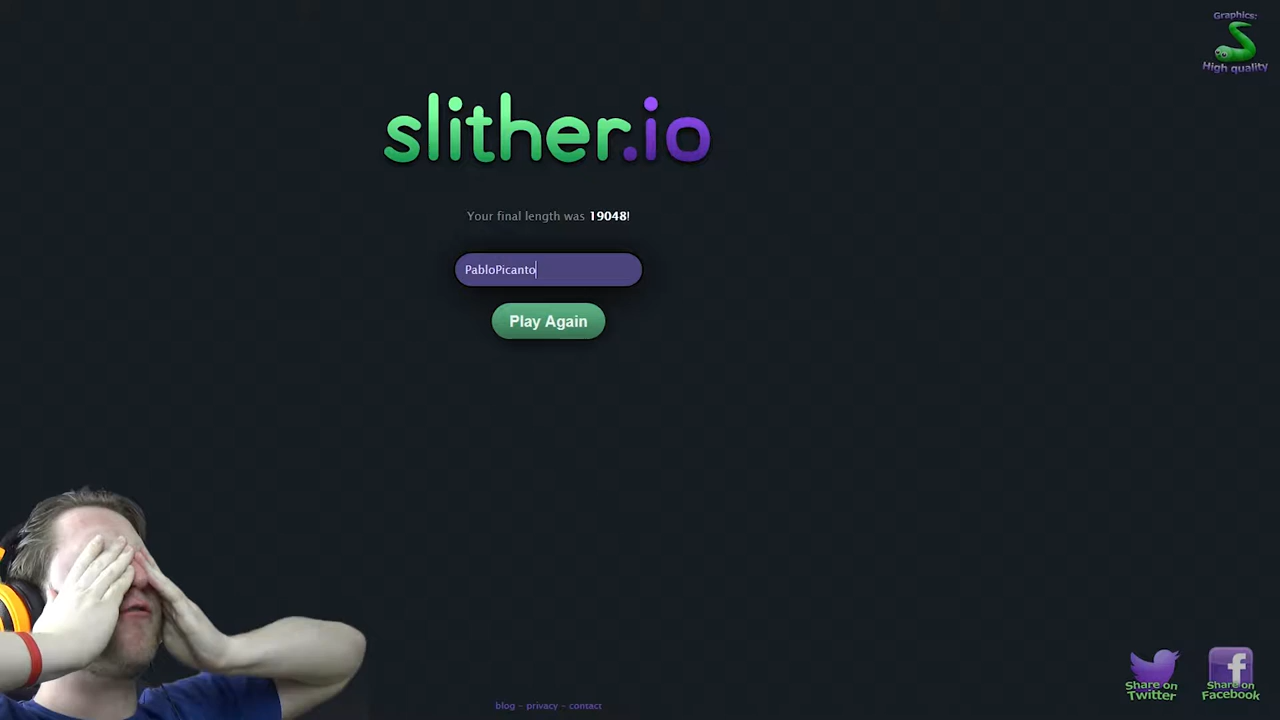 Graphics:
High quality
slither.io
Your final length was 19048!
PabloPicanto
Play Again
Share on
Twitter
Share on
Facebook
blog - privacy - contact